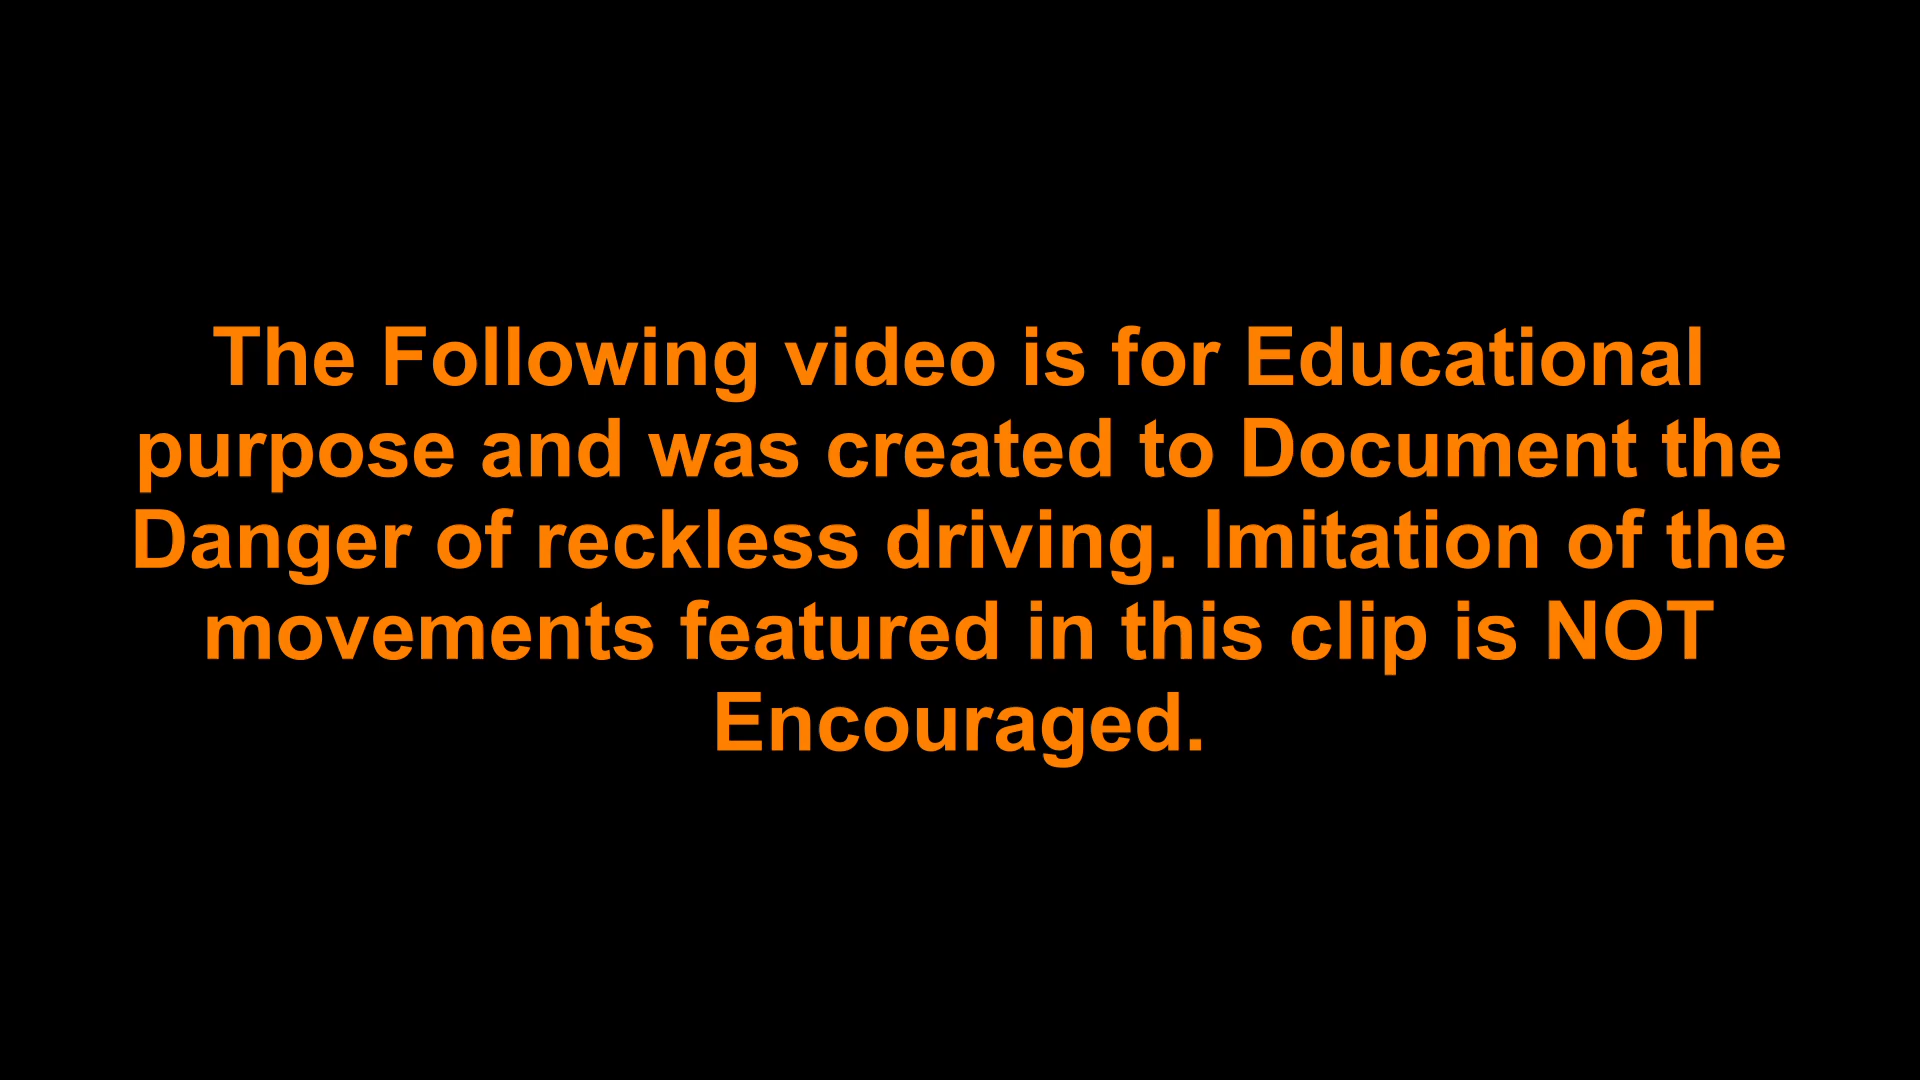 The Following video is for Educational
purpose and was created to Document the
Danger of reckless driving. Imitation of the
movements featured in this clip is NOT
Encouraged.